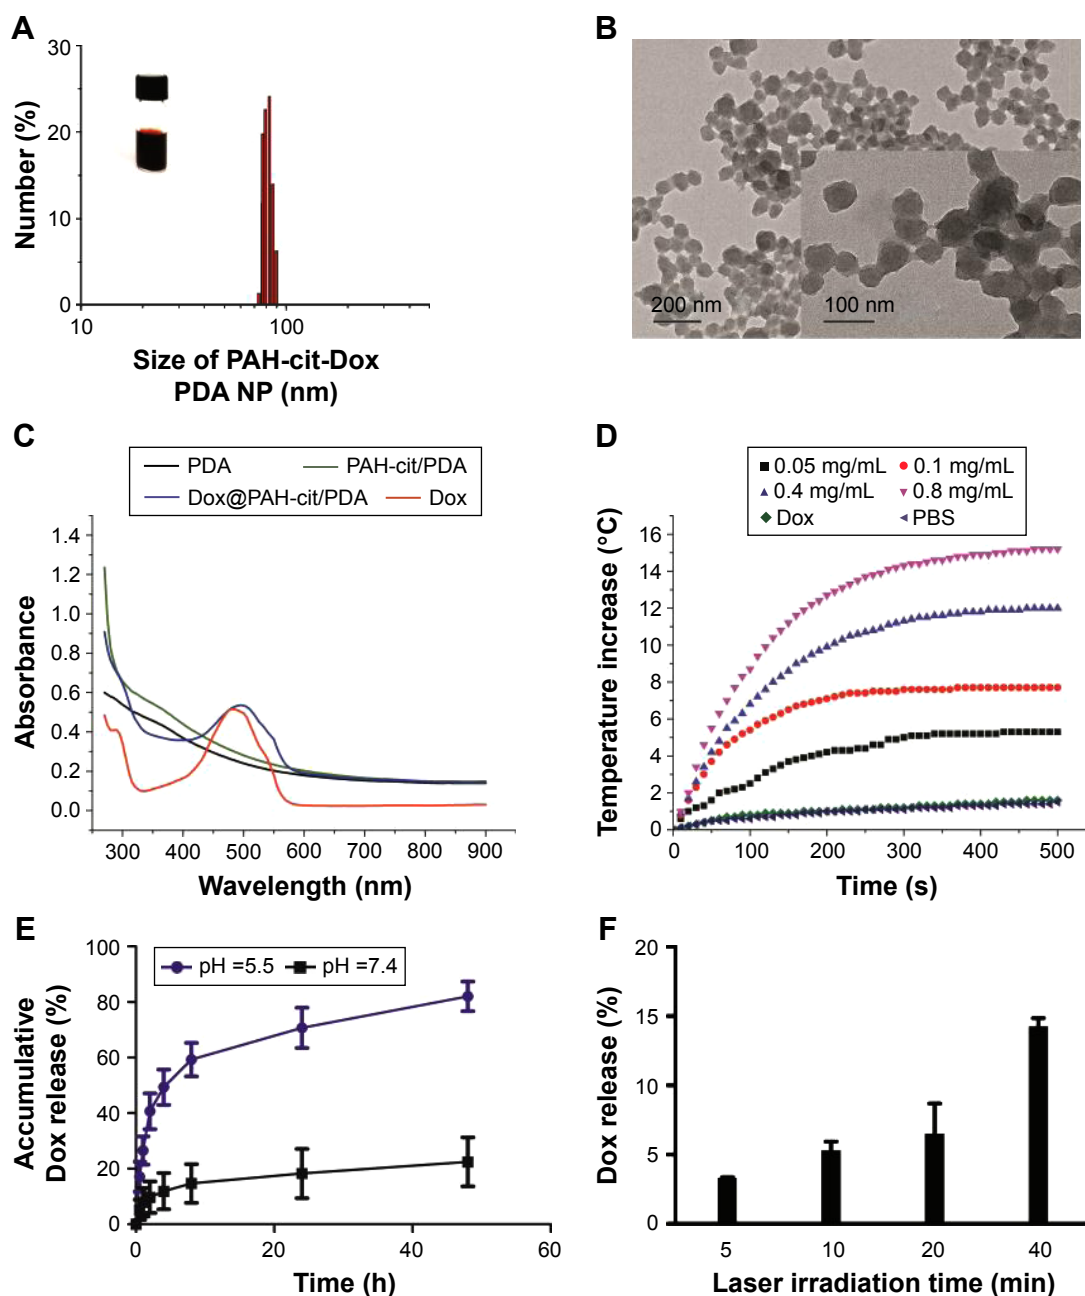 A
30
20
10
0
Number (%)
10
100
Size of PAH-cit-Dox
PDA NP (nm)
B
200 nm
100 nm
C
PDA
PAH-cit/PDA
Dox@PAH-cit/PDA
Dox
1.4
1.2
1.0
0.8
0.6
0.4
0.2
0.0
Absorbance
300 400 500 600 700 800 900
Wavelength (nm)
D
0.05 mg/mL
0.1 mg/mL
0.4 mg/mL
0.8 mg/mL
Dox
PBS
16
14
12
10
8
6
4
2
0
Temperature increase (°C)
0 100 200 300 400 500
Time (s)
E
pH =5.5
pH =7.4
100
80
60
40
20
0
Accumulative
Dox release (%)
0 20 40 60
Time (h)
F
20
15
10
5
0
Dox release (%)
5 10 20 40
Laser irradiation time (min)